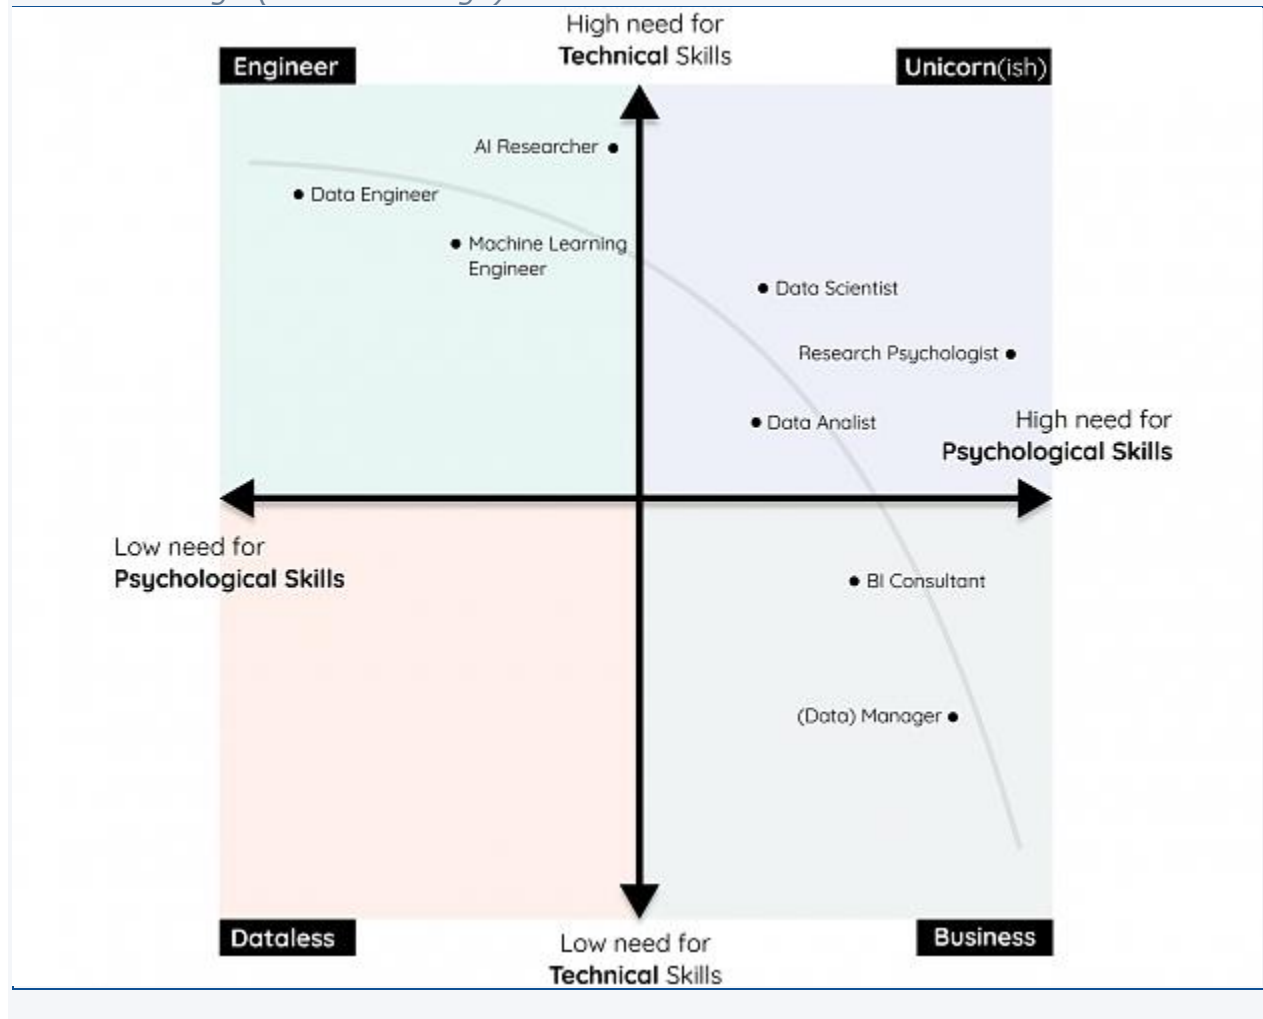 High need for
Technical Skills
Engineer
Unicorn(ish)
AI Researcher
Data Engineer
Machine Learning
Engineer
Data Scientist
Research Psychologist
Data Analist
High need for
Psychological Skills
Low need for
Psychological Skills
BI Consultant
(Data) Manager
Dataless
Business
Low need for
Technical Skills